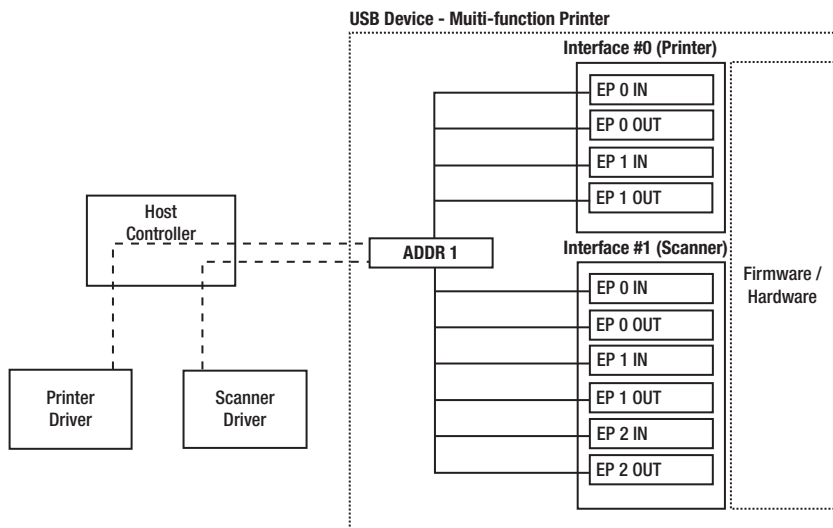 USB Device - Mutli-function Printer
Interface #0 (Printer)
EP 0 IN
EP 0 OUT
EP 1 IN
EP 1 OUT
Host
Controller
ADDR 1
Interface #1 (Scanner)
EP 0 IN
EP 0 OUT
EP 1 IN
EP 1 OUT
EP 2 IN
EP 2 OUT
Firmware /
Hardware
Printer
Driver
Scanner
Driver